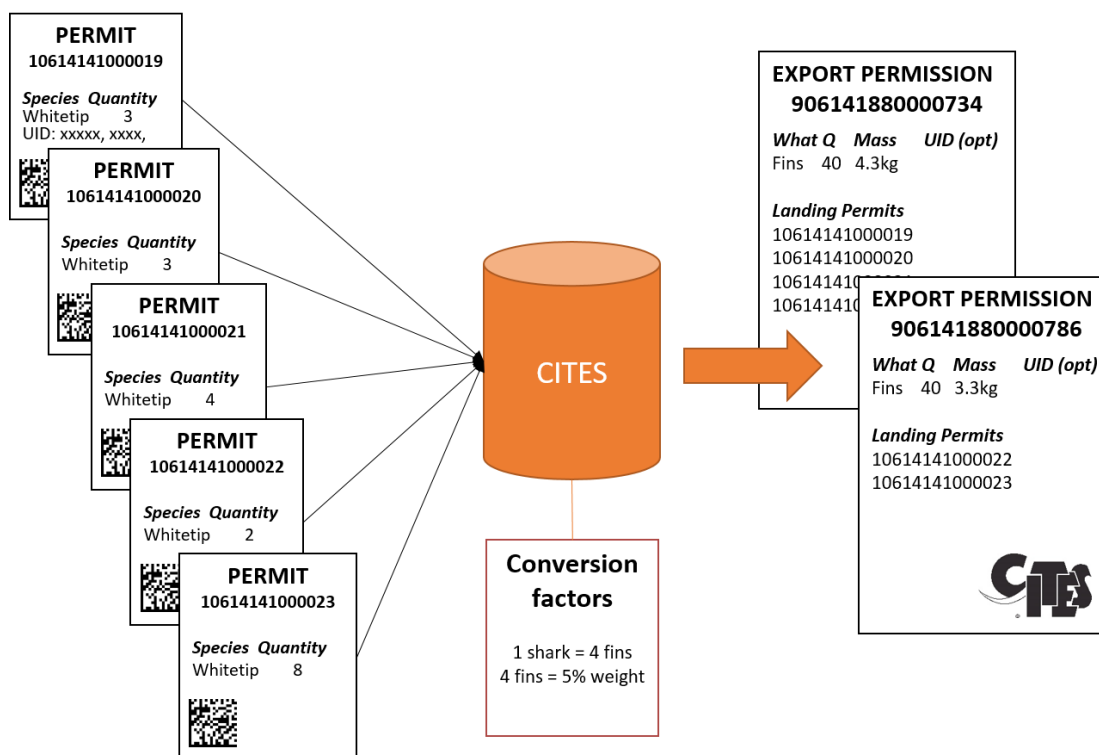 PERMIT
10614141000019
Species Quantity
Whitetip 3
UID: xxxxx, xxxx,
PERMIT
10614141000020
Species Quantity
Whitetip 3
PERMIT
10614141000021
Species Quantity
Whitetip 4
PERMIT
10614141000022
Species Quantity
Whitetip 2
PERMIT
10614141000023
Species Quantity
Whitetip 8
CITES
Conversion
factors
1 shark = 4 fins
4 fins = 5% weight
EXPORT PERMISSION
906141880000734
What Q Mass UID (opt)
Fins 40 4.3kg
Landing Permits
10614141000019
10614141000020
EXPORT PERMISSION
906141880000786
What Q Mass UID (opt)
Fins 40 3.3kg
Landing Permits
10614141000022
10614141000023
CITES
®